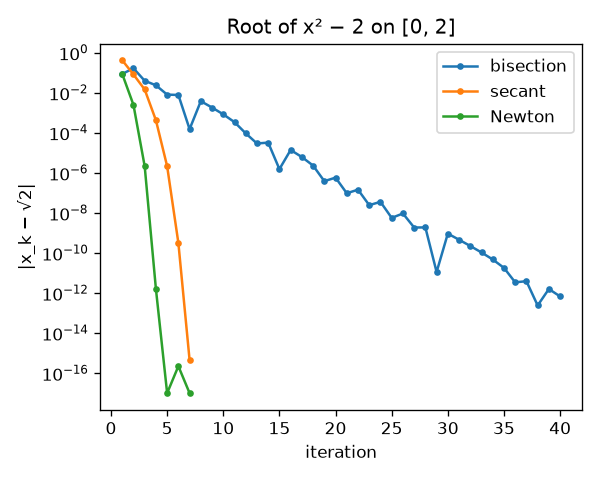 Root of x² − 2 on [0, 2]
bisection
secant
Newton
|x_k − √2|
10⁰
10⁻²
10⁻⁴
10⁻⁶
10⁻⁸
10⁻¹⁰
10⁻¹²
10⁻¹⁴
10⁻¹⁶
0 5 10 15 20 25 30 35 40
iteration